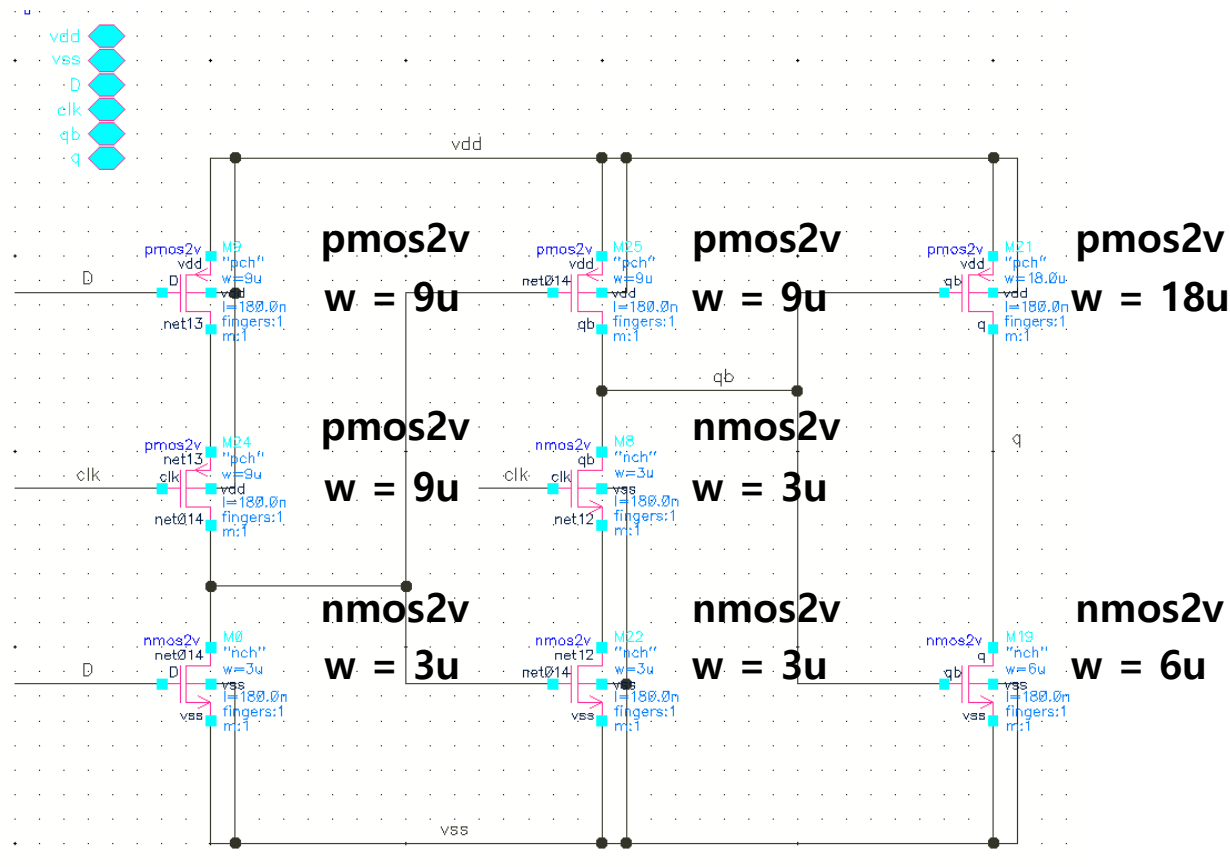 vdd
vss
D
clk
qb
q
vdd
pmos2v
M9
vdd
"pch"
D
w=9u
D
vdd
l=180.0n
fingers:1
net13
m:1
pmos2v
w = 9u
pmos2v
M25
vdd
"pch"
net014
w=9u
vdd
l=180.0n
fingers:1
qb
m:1
pmos2v
w = 9u
pmos2v
M21
vdd
"pch"
qb
w=18.0u
vdd
l=180.0n
fingers:1
q
m:1
pmos2v
w = 18u
qb
pmos2v
M24
net13
"pch"
clk
clk
w=9u
vdd
l=180.0n
fingers:1
net014
m:1
pmos2v
w = 9u
nmos2v
M8
qb
"nch"
clk
clk
w=3u
vss
l=180.0n
fingers:1
net12
m:1
nmos2v
w = 3u
q
nmos2v
M0
net014
"nch"
D
D
w=3u
vss
l=180.0n
fingers:1
vss
m:1
nmos2v
w = 3u
nmos2v
M22
net12
"nch"
net014
w=3u
vss
l=180.0n
fingers:1
vss
m:1
nmos2v
w = 3u
nmos2v
M19
q
"nch"
qb
w=6u
vss
l=180.0n
fingers:1
vss
m:1
nmos2v
w = 6u
vss